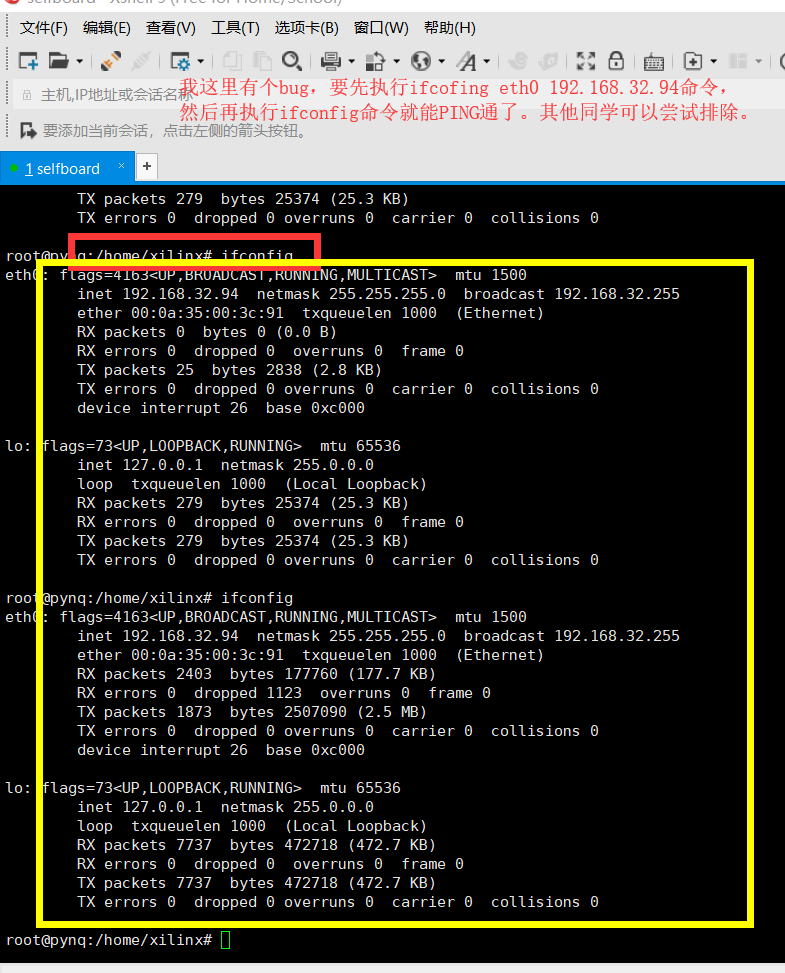 文件(F) 编辑(E) 查看(V) 工具(T) 选项卡(B) 窗口(W) 帮助(H)
我这里有个bug，要先执行ifcofing eth0 192.168.32.94命令，
主机,IP地址或会话名称
然后再执行ifconfig命令就能PING通了。其他同学可以尝试排除。
要添加当前会话，点击左侧的箭头按钮。
1 selfboard × +
TX packets 279  bytes 25374 (25.3 KB)
TX errors 0  dropped 0 overruns 0  carrier 0  collisions 0
root@pynq:/home/xilinx# ifconfig
eth0: flags=4163<UP,BROADCAST,RUNNING,MULTICAST>  mtu 1500
inet 192.168.32.94  netmask 255.255.255.0  broadcast 192.168.32.255
ether 00:0a:35:00:3c:91  txqueuelen 1000  (Ethernet)
RX packets 0  bytes 0 (0.0 B)
RX errors 0  dropped 0  overruns 0  frame 0
TX packets 25  bytes 2838 (2.8 KB)
TX errors 0  dropped 0 overruns 0  carrier 0  collisions 0
device interrupt 26  base 0xc000
lo: flags=73<UP,LOOPBACK,RUNNING>  mtu 65536
inet 127.0.0.1  netmask 255.0.0.0
loop  txqueuelen 1000  (Local Loopback)
RX packets 279  bytes 25374 (25.3 KB)
RX errors 0  dropped 0  overruns 0  frame 0
TX packets 279  bytes 25374 (25.3 KB)
TX errors 0  dropped 0 overruns 0  carrier 0  collisions 0
root@pynq:/home/xilinx# ifconfig
eth0: flags=4163<UP,BROADCAST,RUNNING,MULTICAST>  mtu 1500
inet 192.168.32.94  netmask 255.255.255.0  broadcast 192.168.32.255
ether 00:0a:35:00:3c:91  txqueuelen 1000  (Ethernet)
RX packets 2403  bytes 177760 (177.7 KB)
RX errors 0  dropped 1123  overruns 0  frame 0
TX packets 1873  bytes 2507090 (2.5 MB)
TX errors 0  dropped 0 overruns 0  carrier 0  collisions 0
device interrupt 26  base 0xc000
lo: flags=73<UP,LOOPBACK,RUNNING>  mtu 65536
inet 127.0.0.1  netmask 255.0.0.0
loop  txqueuelen 1000  (Local Loopback)
RX packets 7737  bytes 472718 (472.7 KB)
RX errors 0  dropped 0  overruns 0  frame 0
TX packets 7737  bytes 472718 (472.7 KB)
TX errors 0  dropped 0 overruns 0  carrier 0  collisions 0
root@pynq:/home/xilinx#